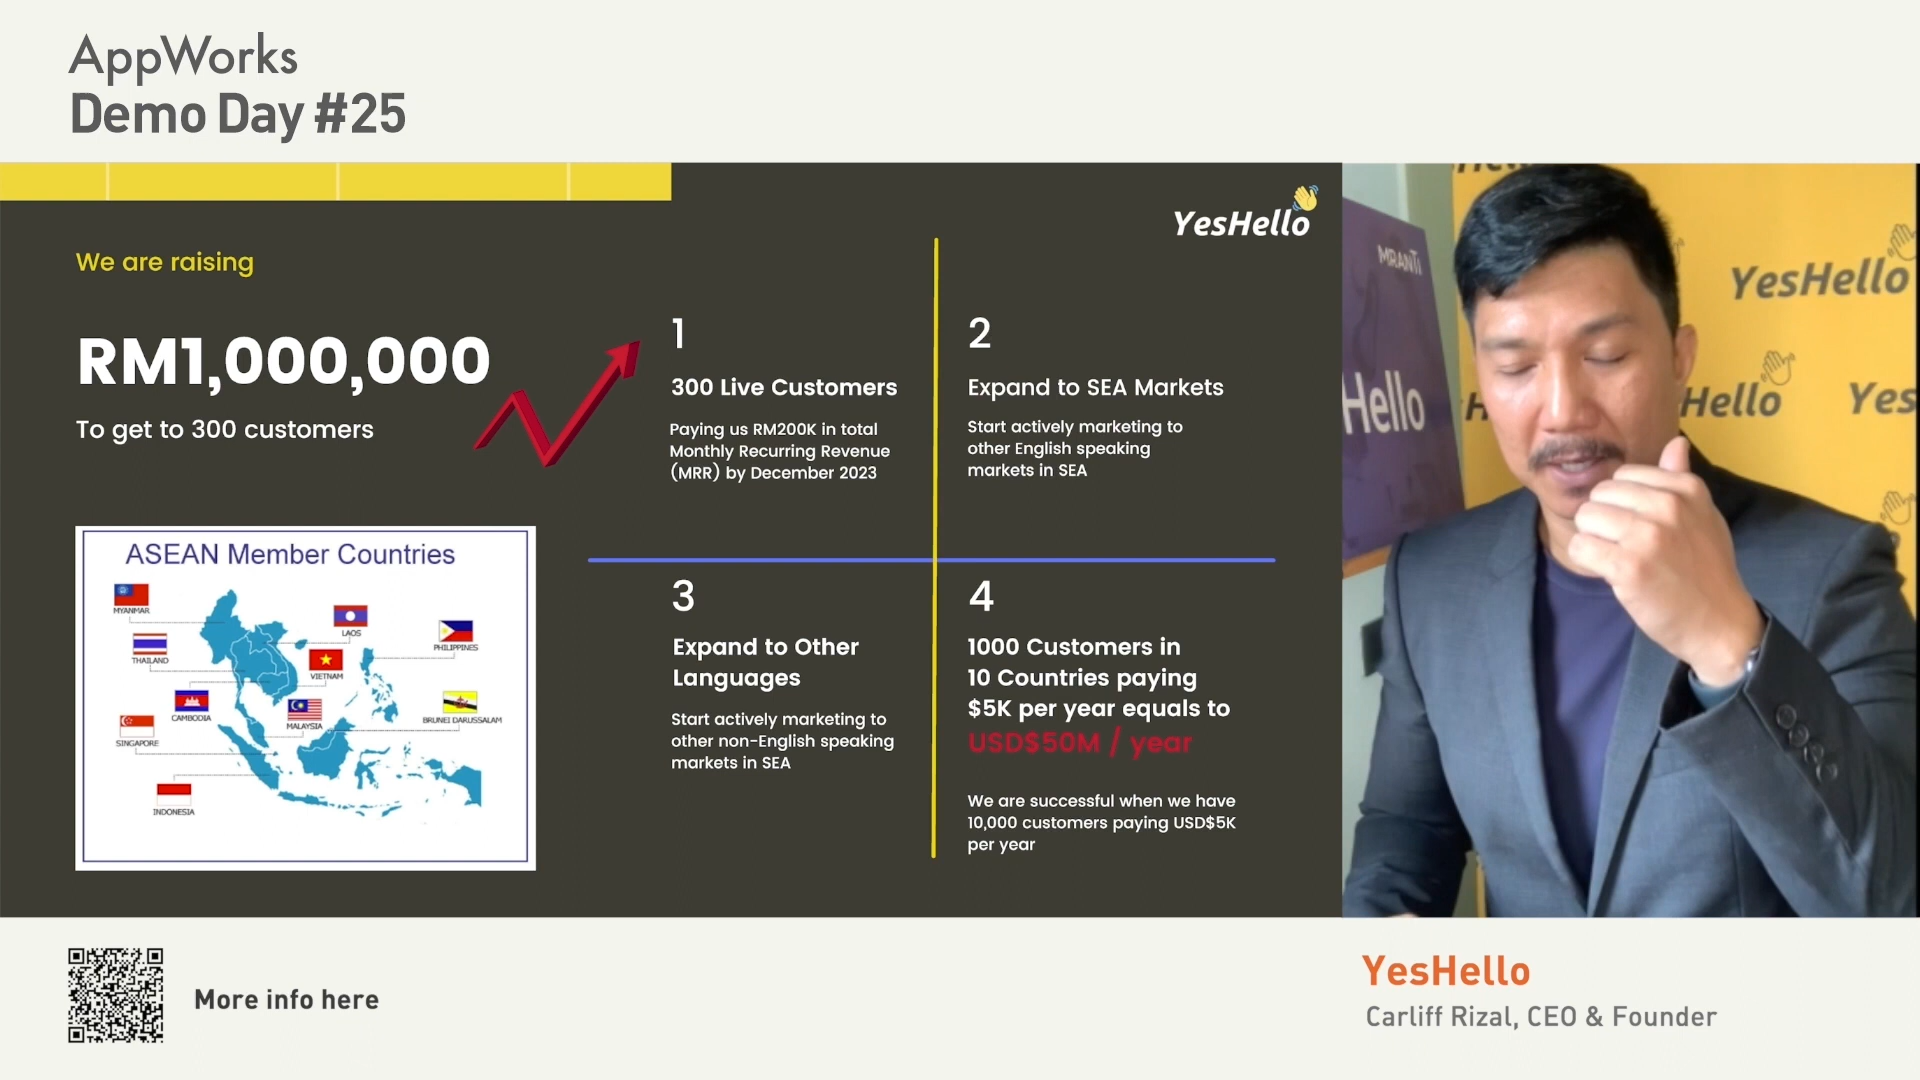 AppWorks
Demo Day #25
YesHello
We are raising
RM1,000,000
To get to 300 customers
1
300 Live Customers
Paying us RM200K in total
Monthly Recurring Revenue
(MRR) by December 2023
2
Expand to SEA Markets
Start actively marketing to
other English speaking
markets in SEA
ASEAN Member Countries
MYANMAR
LAOS
PHILIPPINES
THAILAND
VIETNAM
CAMBODIA
MALAYSIA
BRUNEI DARUSSALAM
SINGAPORE
INDONESIA
3
Expand to Other
Languages
Start actively marketing to
other non-English speaking
markets in SEA
4
1000 Customers in
10 Countries paying
$5K per year equals to
USD$50M / year
We are successful when we have
10,000 customers paying USD$5K
per year
MRANTI
Hello
YesHello
Hello
Yes
More info here
YesHello
Carliff Rizal, CEO & Founder